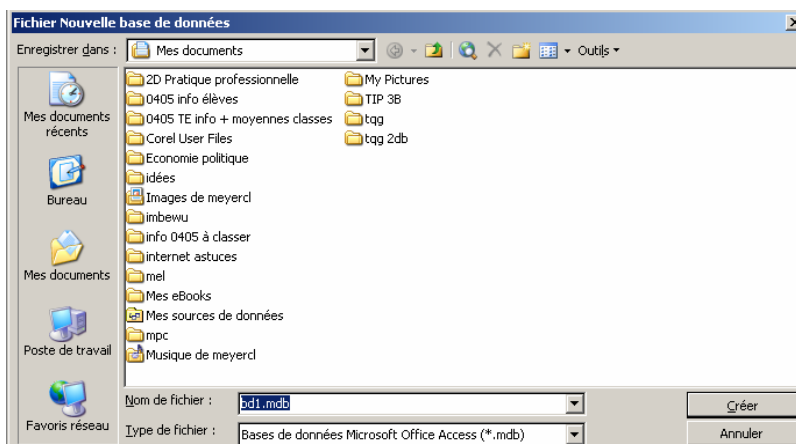 Fichier Nouvelle base de données
Enregistrer dans :
Mes documents
Outils
Mes documents récents
Bureau
Mes documents
Poste de travail
Favoris réseau
2D Pratique professionnelle
0405 info élèves
0405 TE info + moyennes classes
Corel User Files
Economie politique
idées
Images de meyercl
imbewu
info 0405 à classer
internet astuces
mel
Mes eBooks
Mes sources de données
mpc
Musique de meyercl
My Pictures
TIP 3B
tqg
tqg 2db
Nom de fichier :
bd1.mdb
Créer
Type de fichier :
Bases de données Microsoft Office Access (*.mdb)
Annuler